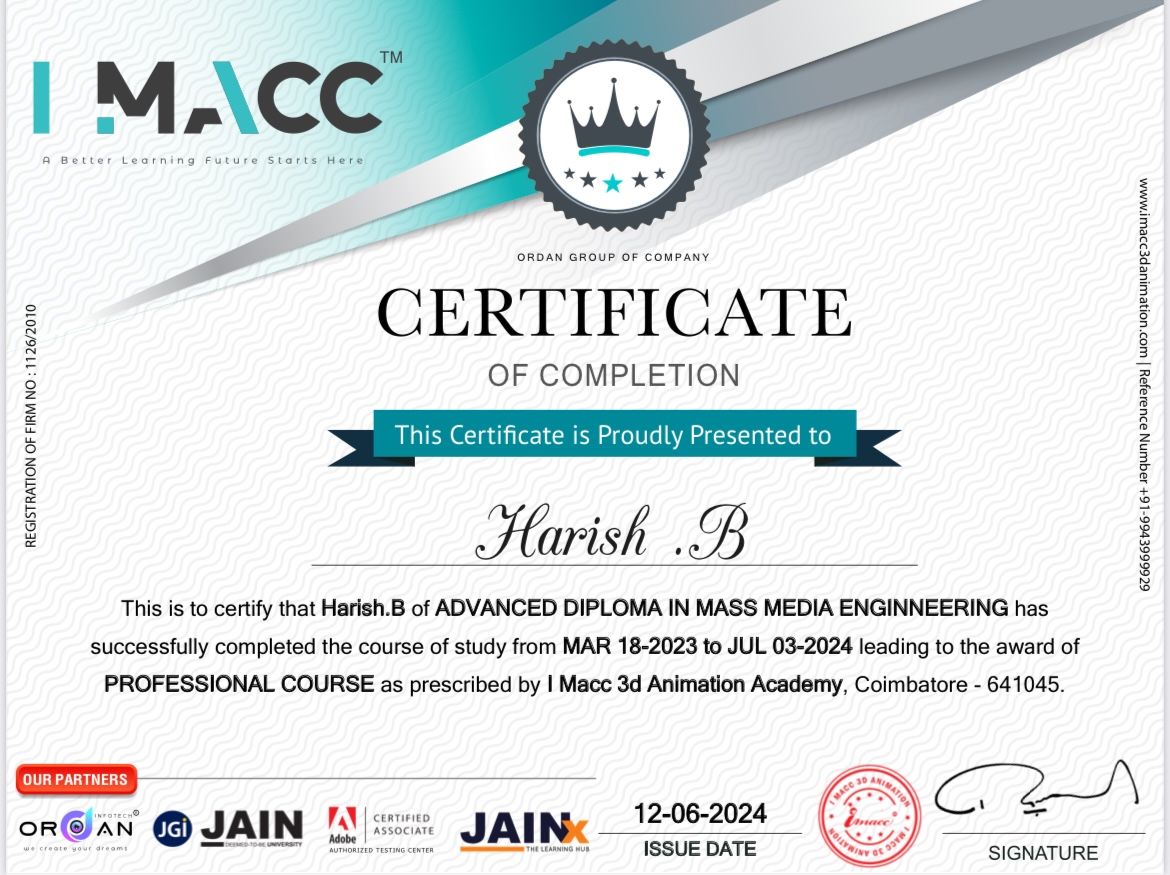 I MACC TM
A Better Learning Future Starts Here
ORDAN GROUP OF COMPANY
CERTIFICATE
OF COMPLETION
This Certificate is Proudly Presented to
Harish .B
This is to certify that Harish.B of ADVANCED DIPLOMA IN MASS MEDIA ENGINNEERING has
successfully completed the course of study from MAR 18-2023 to JUL 03-2024 leading to the award of
PROFESSIONAL COURSE as prescribed by I Macc 3d Animation Academy, Coimbatore - 641045.
REGISTRATION OF FIRM NO : 1126/2010
www.imacc3danimation.com | Reference Number +91-9943999929
OUR PARTNERS
ORDAN INFOTECH ®
we create your dreams
JGi JAIN
DEEMED-TO-BE UNIVERSITY
Adobe CERTIFIED
ASSOCIATE
AUTHORIZED TESTING CENTER
JAINx
THE LEARNING HUB
12-06-2024
ISSUE DATE
I MACC 3D ANIMATION
imacc
I MACC 3D ANIMATION
SIGNATURE